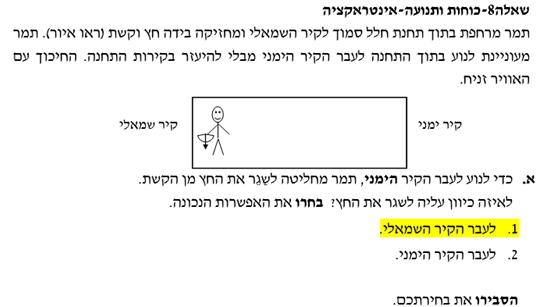 שאלה8-כוחות ותנועה-אינטראקציה
תמר מרחפת בתוך תחנת חלל סמוך לקיר השמאלי ומחזיקה בידה חץ וקשת (ראו איור). תמר
מעוניינת לנוע בתוך התחנה לעבר הקיר הימני מבלי להיעזר בקירות התחנה. החיכוך עם
האוויר זניח.
קיר שמאלי
קיר ימני
א. כדי לנוע לעבר הקיר הימני, תמר מחליטה לשַׁגֵר את החץ מן הקשת.
לאיזה כיוון עליה לשגר את החץ? בחרו את האפשרות הנכונה.
1. לעבר הקיר השמאלי.
2. לעבר הקיר הימני.
הסבירו את בחירתכם.